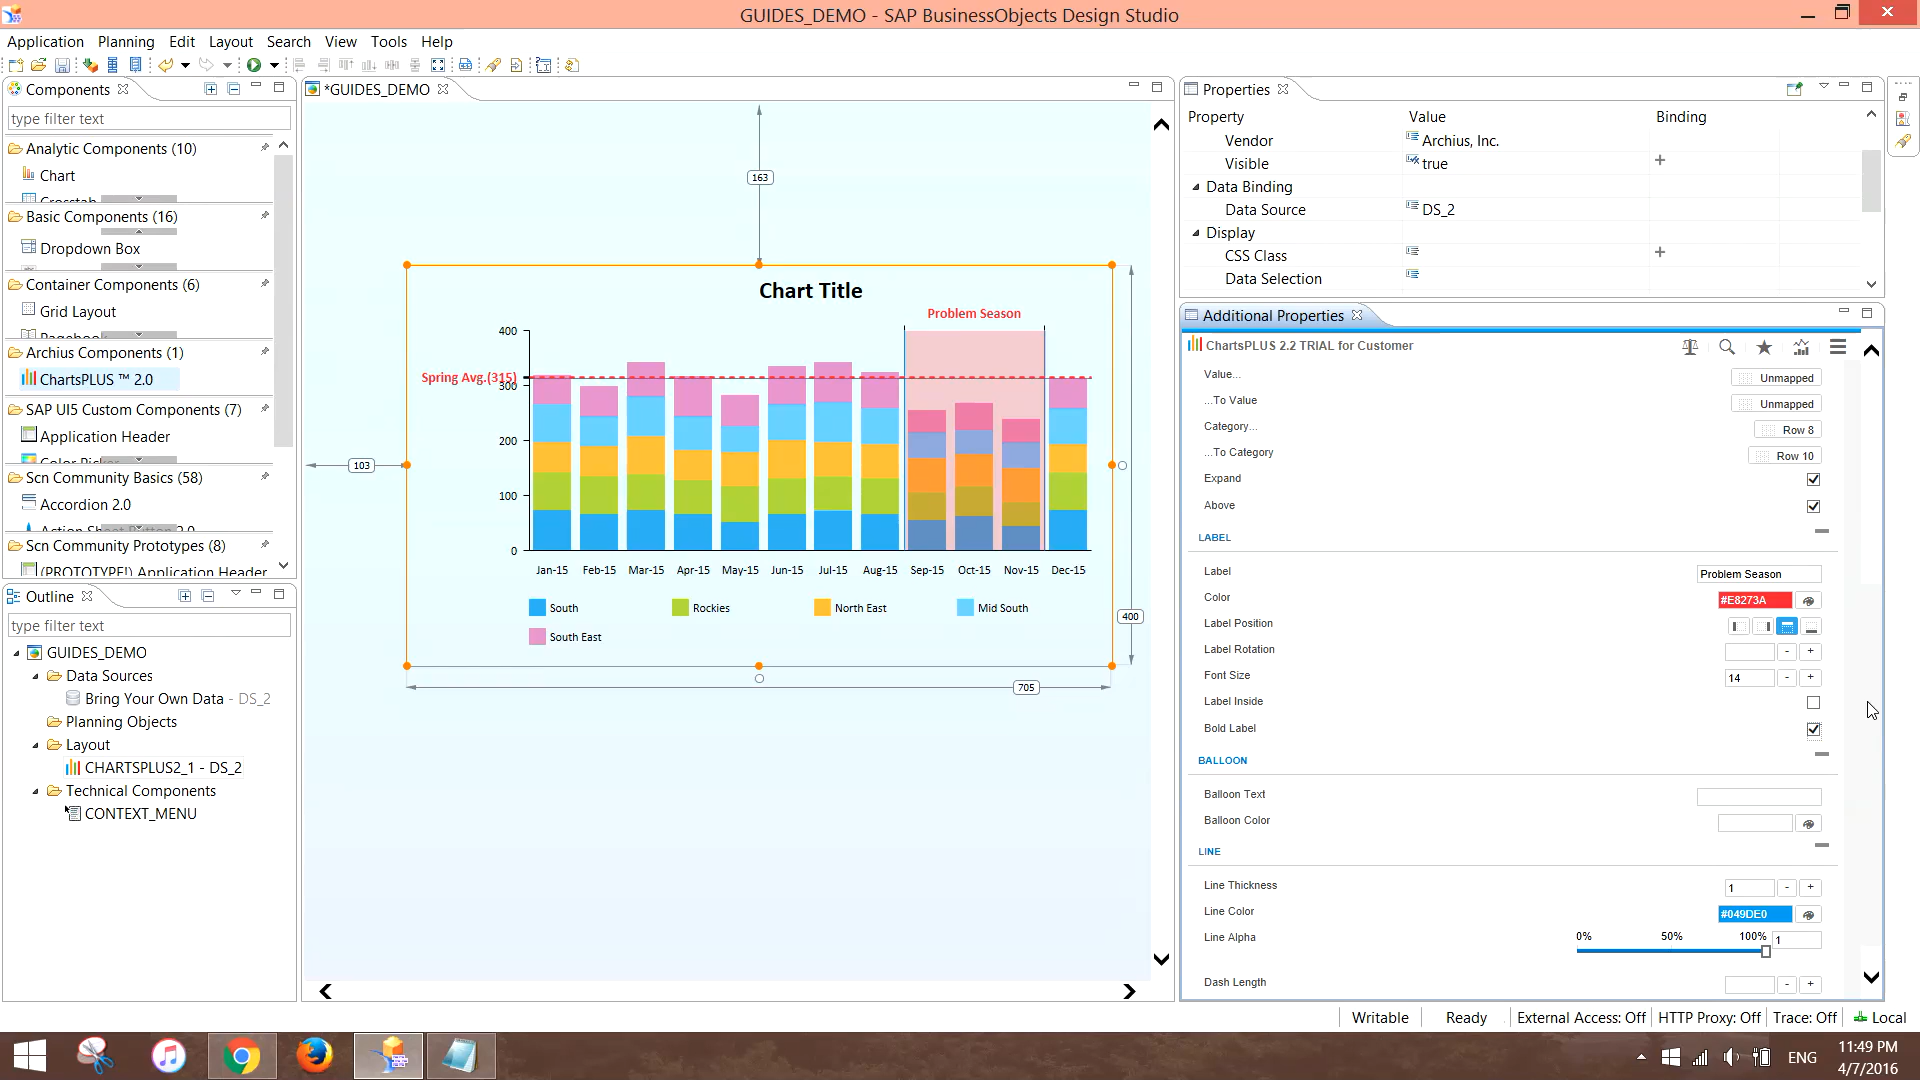 GUIDES_DEMO - SAP BusinessObjects Design Studio
Application Planning Edit Layout Search View Tools Help
Components
type filter text
Analytic Components (10)
Chart
Crosstab
Basic Components (16)
Dropdown Box
Container Components (6)
Grid Layout
Archius Components (1)
ChartsPLUS ™ 2.0
SAP UI5 Custom Components (7)
Application Header
Color Picker
Scn Community Basics (58)
Accordion 2.0
Action Sheet Button 2.0
Scn Community Prototypes (8)
(PROTOTYPE!) Application Header
Outline
type filter text
GUIDES_DEMO
Data Sources
Bring Your Own Data - DS_2
Planning Objects
Layout
CHARTSPLUS2_1 - DS_2
Technical Components
CONTEXT_MENU
*GUIDES_DEMO
163
103
400
705
Chart Title
Problem Season
Spring Avg.(315)
400
300
200
100
0
Jan-15 Feb-15 Mar-15 Apr-15 May-15 Jun-15 Jul-15 Aug-15 Sep-15 Oct-15 Nov-15 Dec-15
South Rockies North East Mid South
South East
Properties
Property Value Binding
Vendor Archius, Inc.
Visible true +
Data Binding
Data Source DS_2
Display
CSS Class +
Data Selection
Additional Properties
ChartsPLUS 2.2 TRIAL for Customer
Value... Unmapped
...To Value Unmapped
Category... Row 8
...To Category Row 10
Expand
Above
LABEL
Label Problem Season
Color #E8273A
Label Position
Label Rotation - +
Font Size 14 - +
Label Inside
Bold Label
BALLOON
Balloon Text
Balloon Color
LINE
Line Thickness 1 - +
Line Color #049DE0
Line Alpha 0% 50% 100% 1
Dash Length - +
Writable Ready External Access: Off HTTP Proxy: Off Trace: Off Local
ENG
11:49 PM
4/7/2016